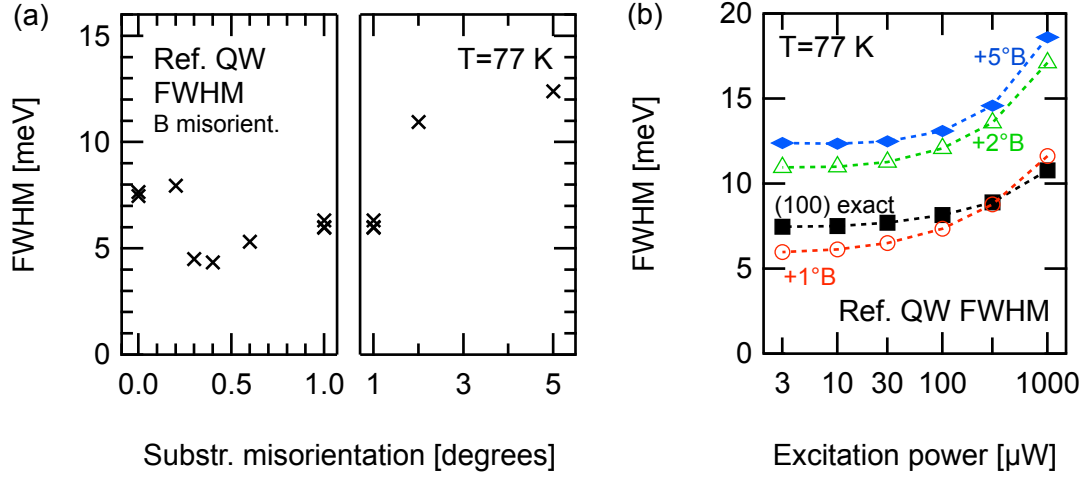 (a)
FWHM [meV]
15
10
5
0
Ref. QW
FWHM
B misorient.
T=77 K
0.0
0.5
1.0
1
3
5
Substr. misorientation [degrees]
(b)
FWHM [meV]
20
15
10
5
0
T=77 K
+5°B
+2°B
(100) exact
+1°B
Ref. QW FWHM
3
10
30
100
300
1000
Excitation power [µW]